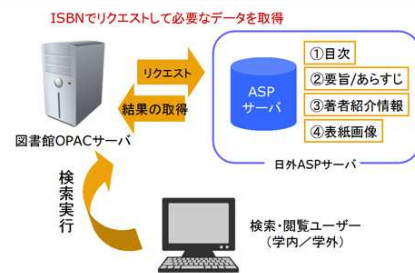 ISBNでリクエストして必要なデータを取得
リクエスト
結果の取得
図書館OPACサーバ
ASP
サーバ
①目次
②要旨/あらすじ
③著者紹介情報
④表紙画像
日外ASPサーバ
検索実行
検索・閲覧ユーザー
(学内／学外)